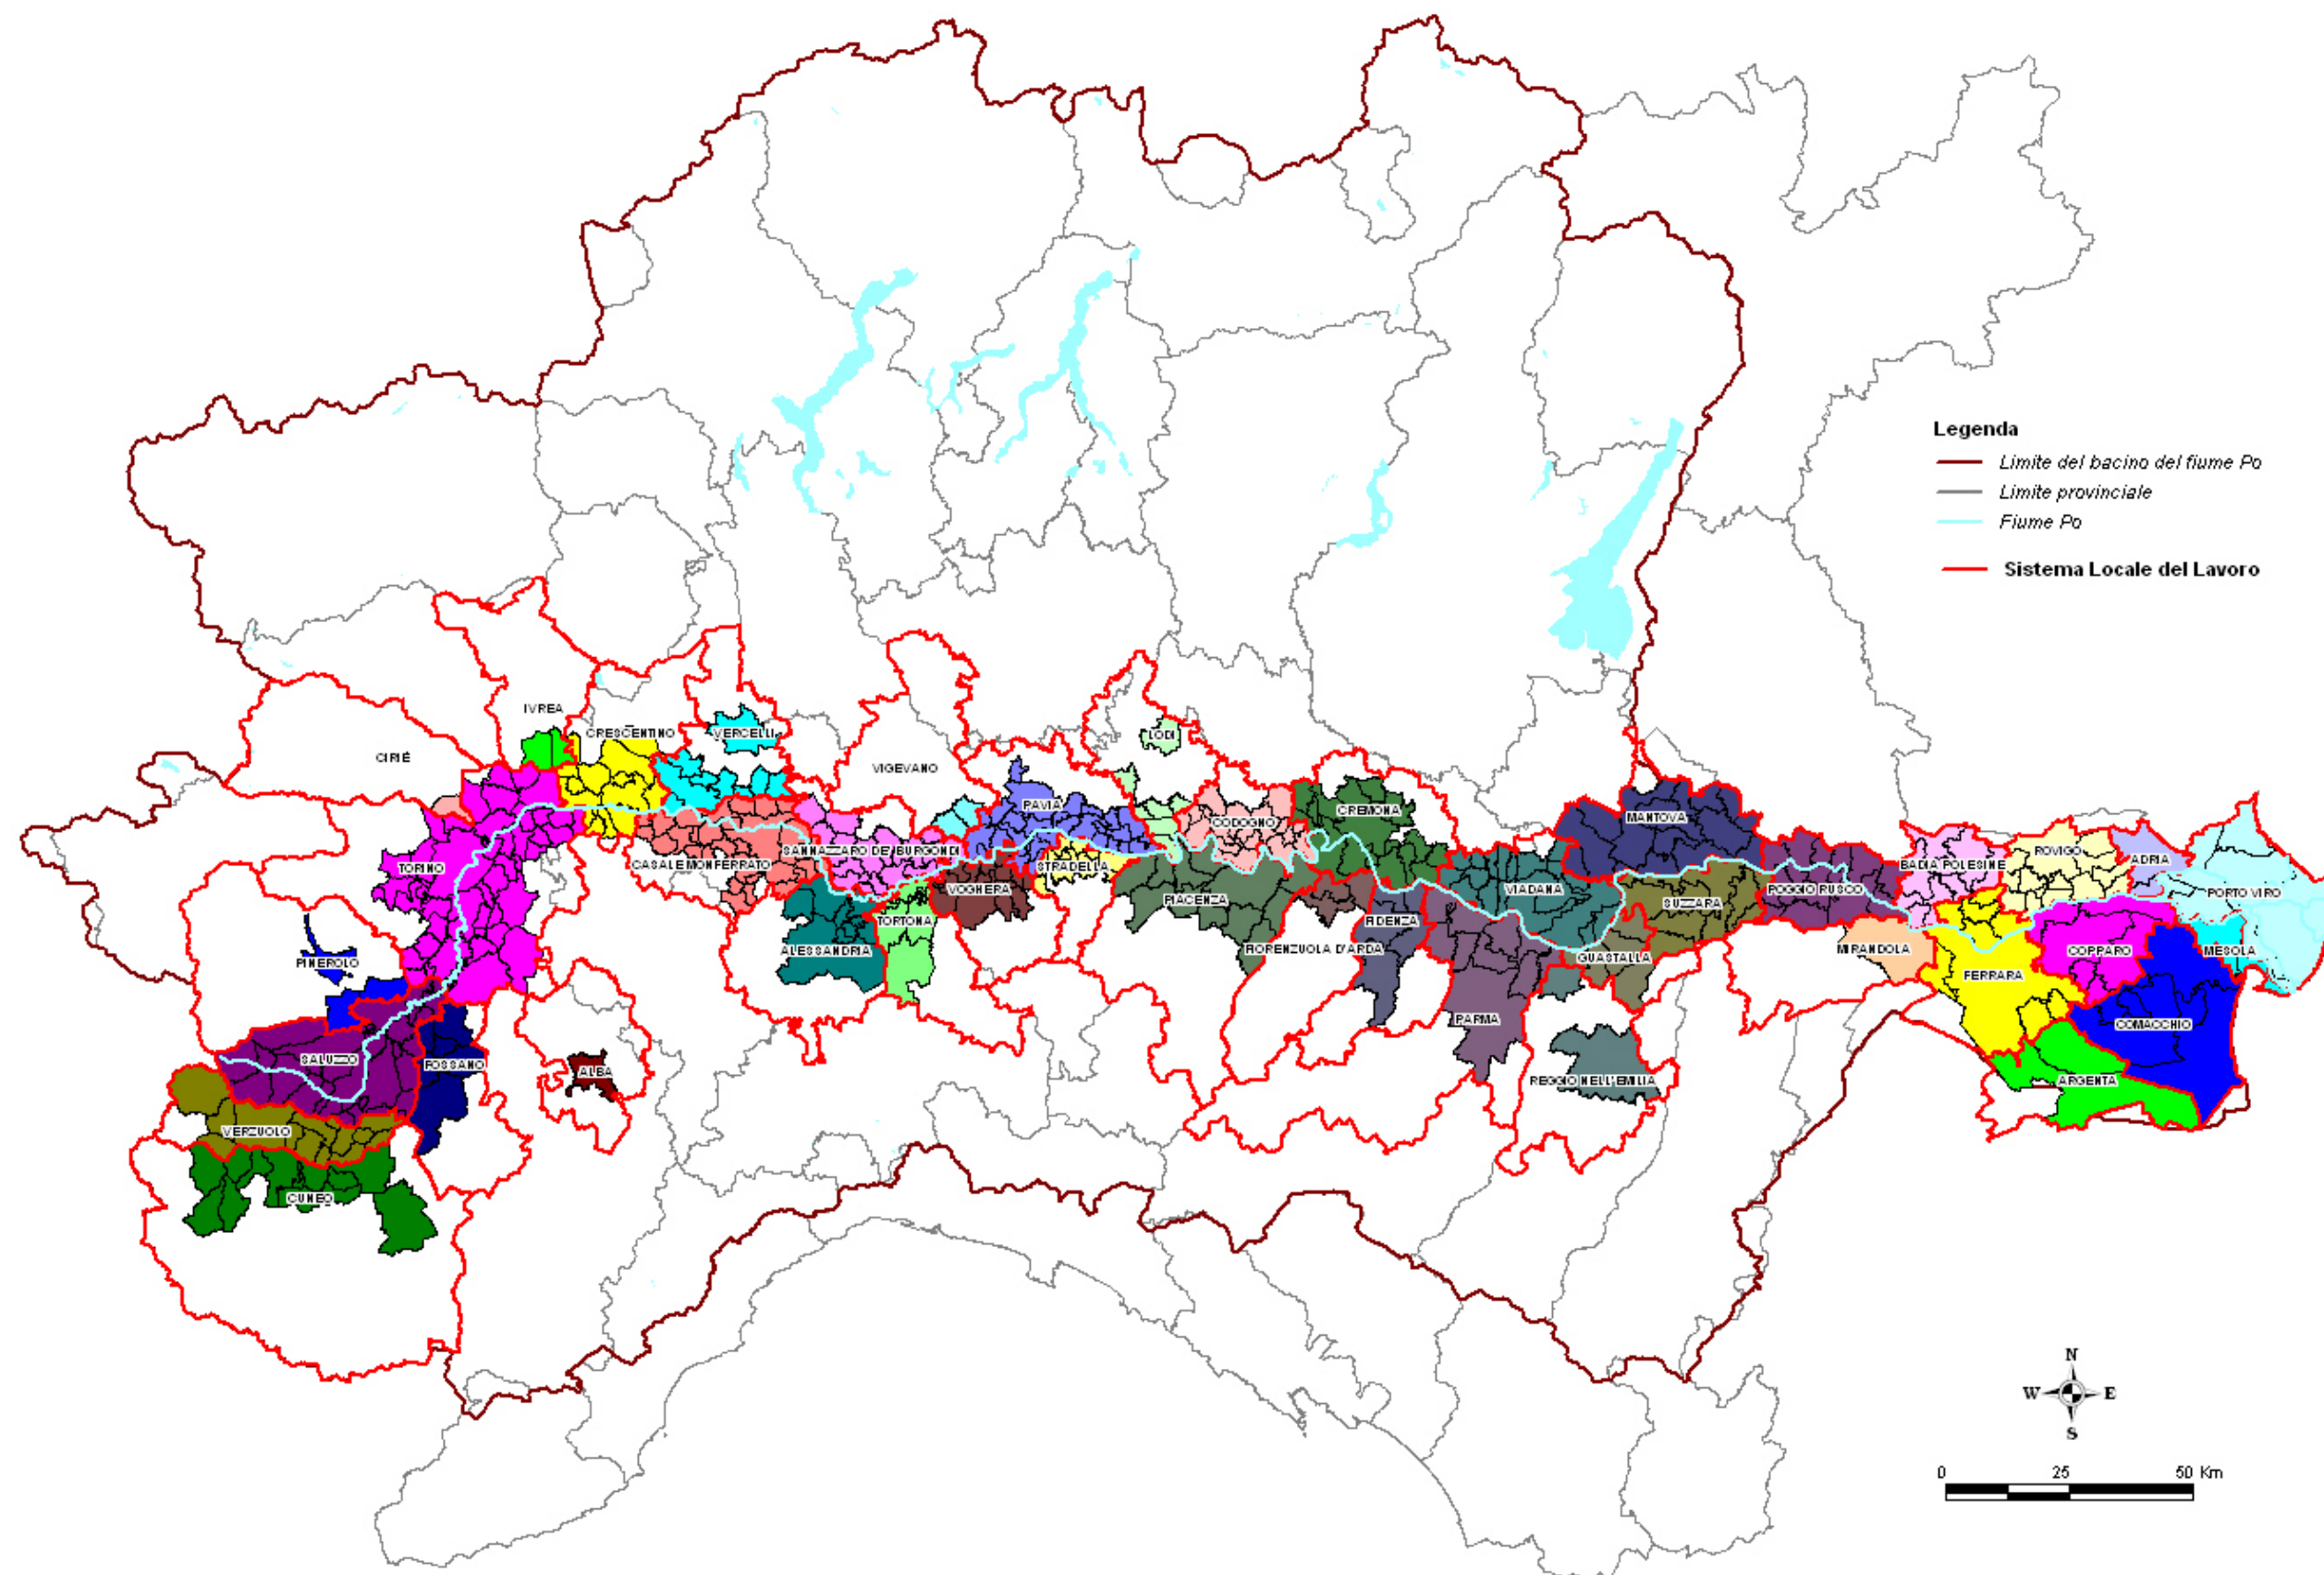 Legenda
Limite del bacino del fiume Po
Limite provinciale
Fiume Po
Sistema Locale del Lavoro
IVREA
CRESCENTINO
VERCELLI
LODI
CIRIÉ
VIGEVANO
PAVIA
CODOGNO
CREMONA
MANTOVA
SANNAZZARO DE' BURGONDI
CASALE MONFERRATO
TORINO
STRADELLA
VOGHERA
BADIA POLESINE
ROVIGO
ADRIA
PORTO VIRO
VIADANA
POGGIO RUSCO
SUZZARA
PIACENZA
TORTONA
FIDENZA
ALESSANDRIA
FIORENZUOLA D'ARDA
GUASTALLA
MIRANDOLA
COPPARO
MESOLA
PINEROLO
FERRARA
PARMA
COMACCHIO
SALUZZO
FOSSANO
ALBA
REGGIO NELL'EMILIA
ARGENTA
VERZUOLO
CUNEO
N
W E
S
0 25 50 Km